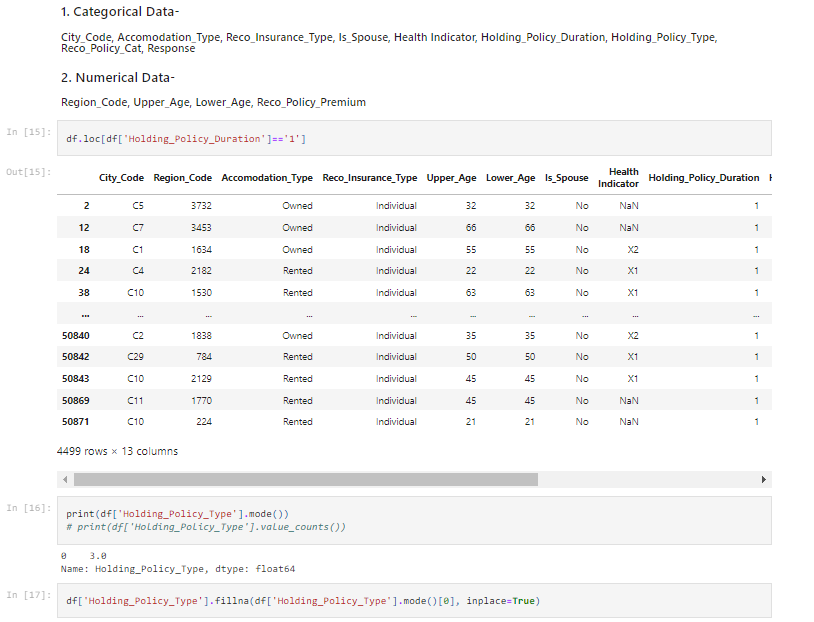 1. Categorical Data-
City_Code, Accomodation_Type, Reco_Insurance_Type, Is_Spouse, Health Indicator, Holding_Policy_Duration, Holding_Policy_Type,
Reco_Policy_Cat, Response
2. Numerical Data-
Region_Code, Upper_Age, Lower_Age, Reco_Policy_Premium
In [15]: df.loc[df['Holding_Policy_Duration']=='1']
Out[15]:
City_Code Region_Code Accomodation_Type Reco_Insurance_Type Upper_Age Lower_Age Is_Spouse Health Indicator Holding_Policy_Duration H
2 C5 3732 Owned Individual 32 32 No NaN 1
12 C7 3453 Owned Individual 66 66 No NaN 1
18 C1 1634 Owned Individual 55 55 No X2 1
24 C4 2182 Rented Individual 22 22 No X1 1
38 C10 1530 Rented Individual 63 63 No X1 1
... ... ... ... ... ... ... ... ... ...
50840 C2 1838 Owned Individual 35 35 No X2 1
50842 C29 784 Rented Individual 50 50 No X1 1
50843 C10 2129 Rented Individual 45 45 No X1 1
50869 C11 1770 Rented Individual 45 45 No NaN 1
50871 C10 224 Rented Individual 21 21 No NaN 1
4499 rows × 13 columns
In [16]: print(df['Holding_Policy_Type'].mode())
# print(df['Holding_Policy_Type'].value_counts())
0 3.0
Name: Holding_Policy_Type, dtype: float64
In [17]: df['Holding_Policy_Type'].fillna(df['Holding_Policy_Type'].mode()[0], inplace=True)